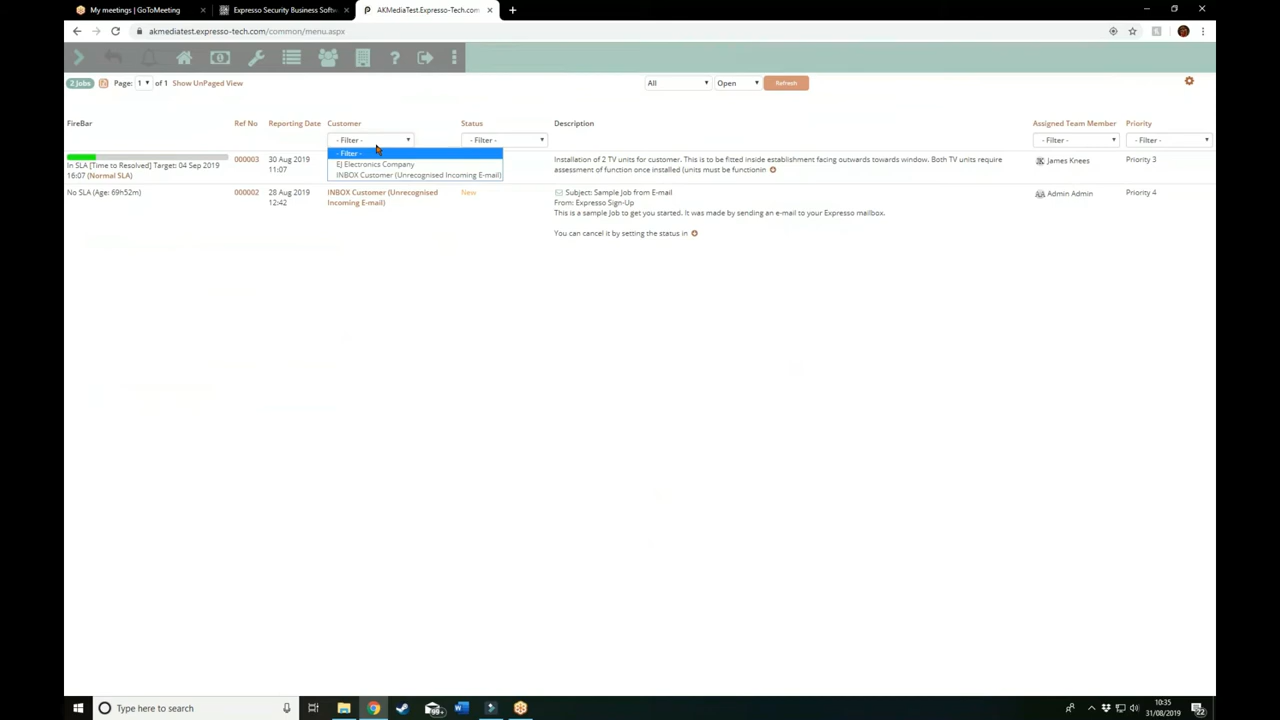 My meetings | GoToMeeting
Expresso Security Business Softw
AKMediaTest.Expresso-Tech.com
akmediatest.expresso-tech.com/common/menu.aspx
2 Jobs Page: 1 of 1 Show UnPaged View All Open Refresh
FireBar Ref No Reporting Date Customer Status Description Assigned Team Member Priority
- Filter - - Filter - - Filter - - Filter -
- Filter -
EJ Electronics Company
INBOX Customer (Unrecognised Incoming E-mail)
In SLA [Time to Resolved] Target: 04 Sep 2019
16:07 (Normal SLA)
000003
30 Aug 2019
11:07
Installation of 2 TV units for customer. This is to be fitted inside establishment facing outwards towards window. Both TV units require
assessment of function once installed (units must be functionin
James Knees
Priority 3
No SLA (Age: 69h52m)
000002
28 Aug 2019
12:42
INBOX Customer (Unrecognised
Incoming E-mail)
New
Subject: Sample Job from E-mail
From: Expresso Sign-Up
This is a sample Job to get you started. It was made by sending an e-mail to your Expresso mailbox.
You can cancel it by setting the status in
Admin Admin
Priority 4
Type here to search
99+
10:35
31/08/2019
22